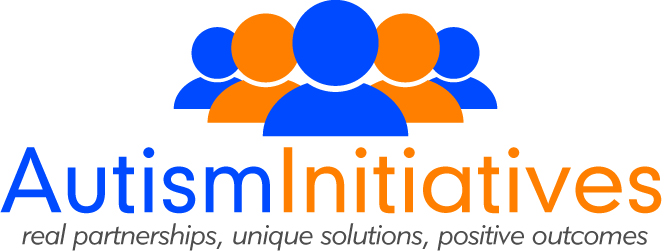 AutismInitiatives
real partnerships, unique solutions, positive outcomes